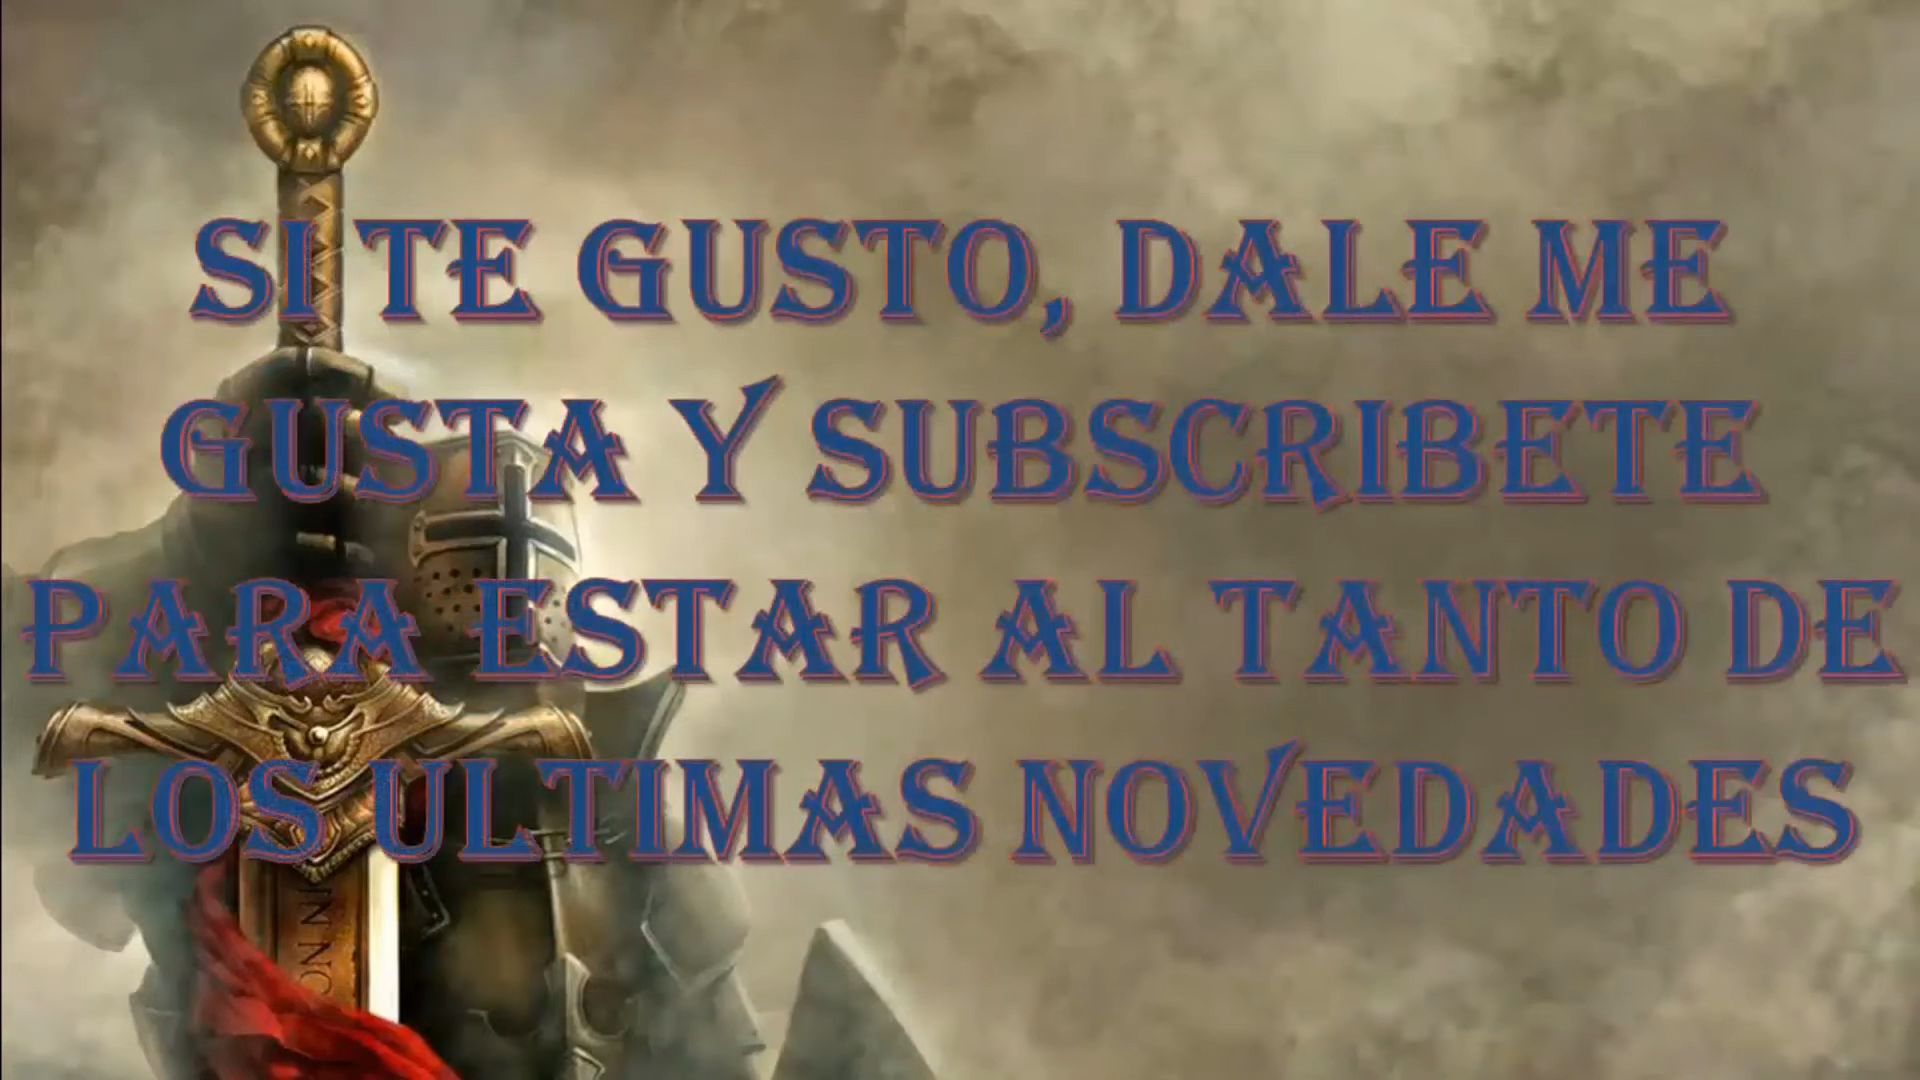 SI TE GUSTO, DALE ME
GUSTA Y SUBSCRIBETE
PARA ESTAR AL TANTO DE
LOS ULTIMAS NOVEDADES